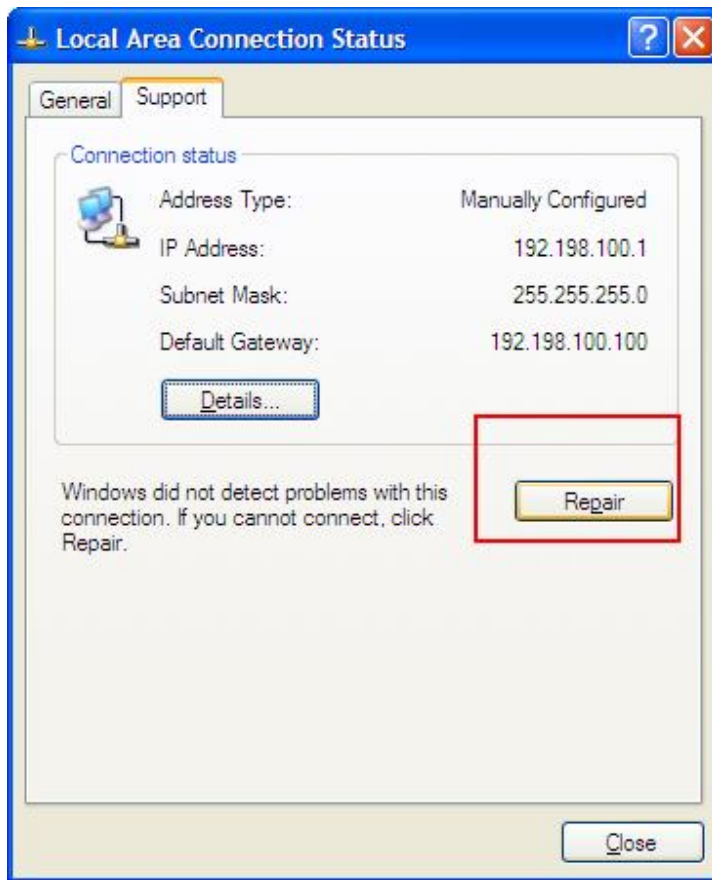 Local Area Connection Status
General Support
Connection status
Address Type: Manually Configured
IP Address: 192.198.100.1
Subnet Mask: 255.255.255.0
Default Gateway: 192.198.100.100
Details...
Windows did not detect problems with this
connection. If you cannot connect, click
Repair.
Repair
Close